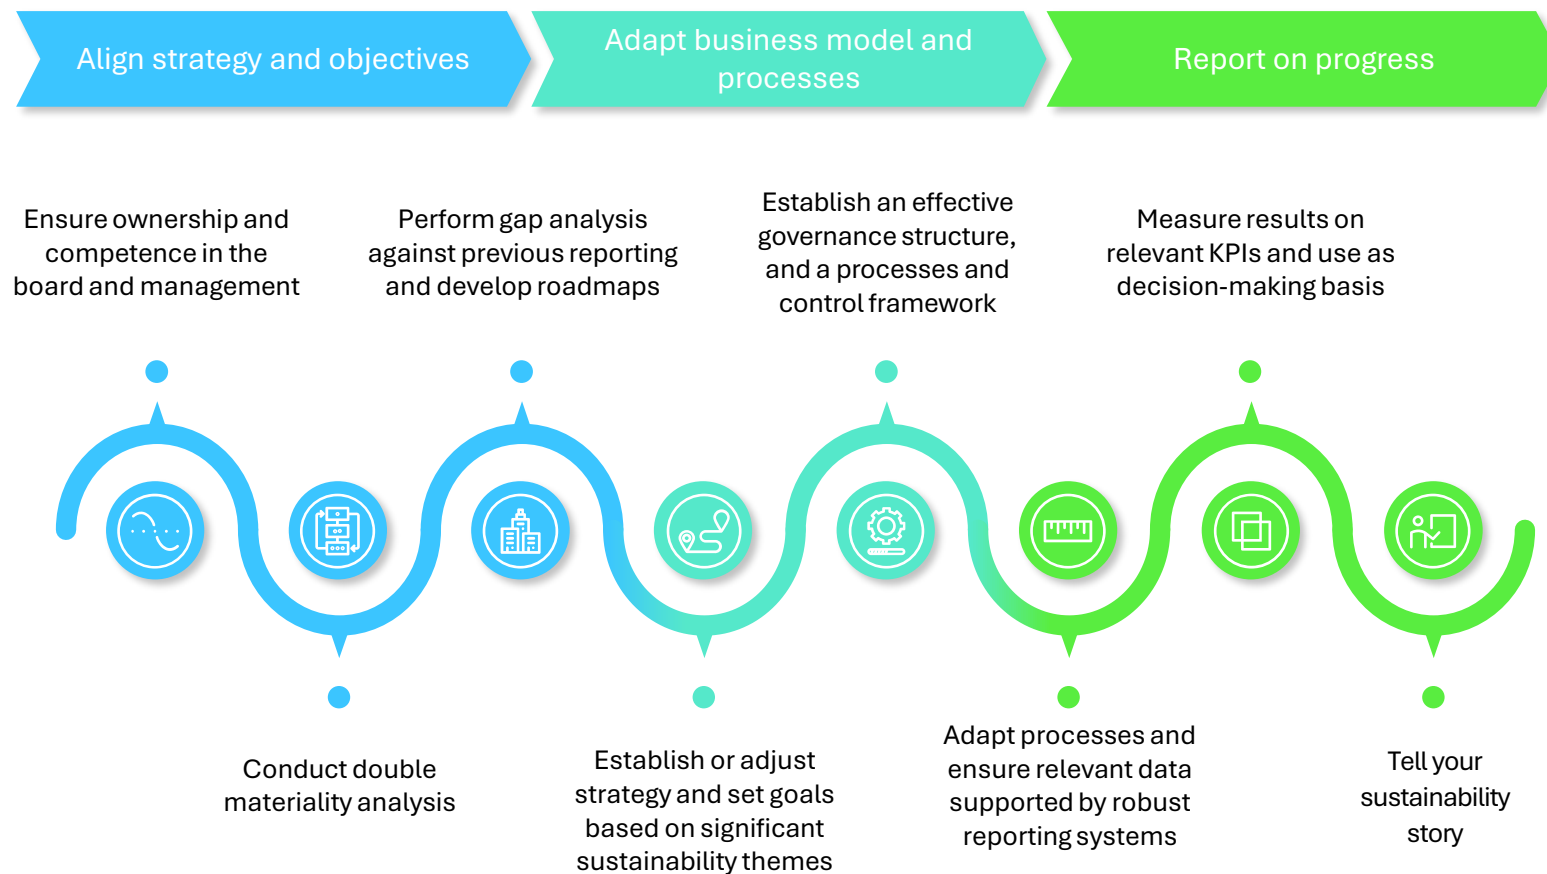 Align strategy and objectives
Adapt business model and
processes
Report on progress
Ensure ownership and
competence in the
board and management
Perform gap analysis
against previous reporting
and develop roadmaps
Establish an effective
governance structure,
and a processes and
control framework
Measure results on
relevant KPIs and use as
decision-making basis
Conduct double
materiality analysis
Establish or adjust
strategy and set goals
based on significant
sustainability themes
Adapt processes and
ensure relevant data
supported by robust
reporting systems
Tell your
sustainability
story